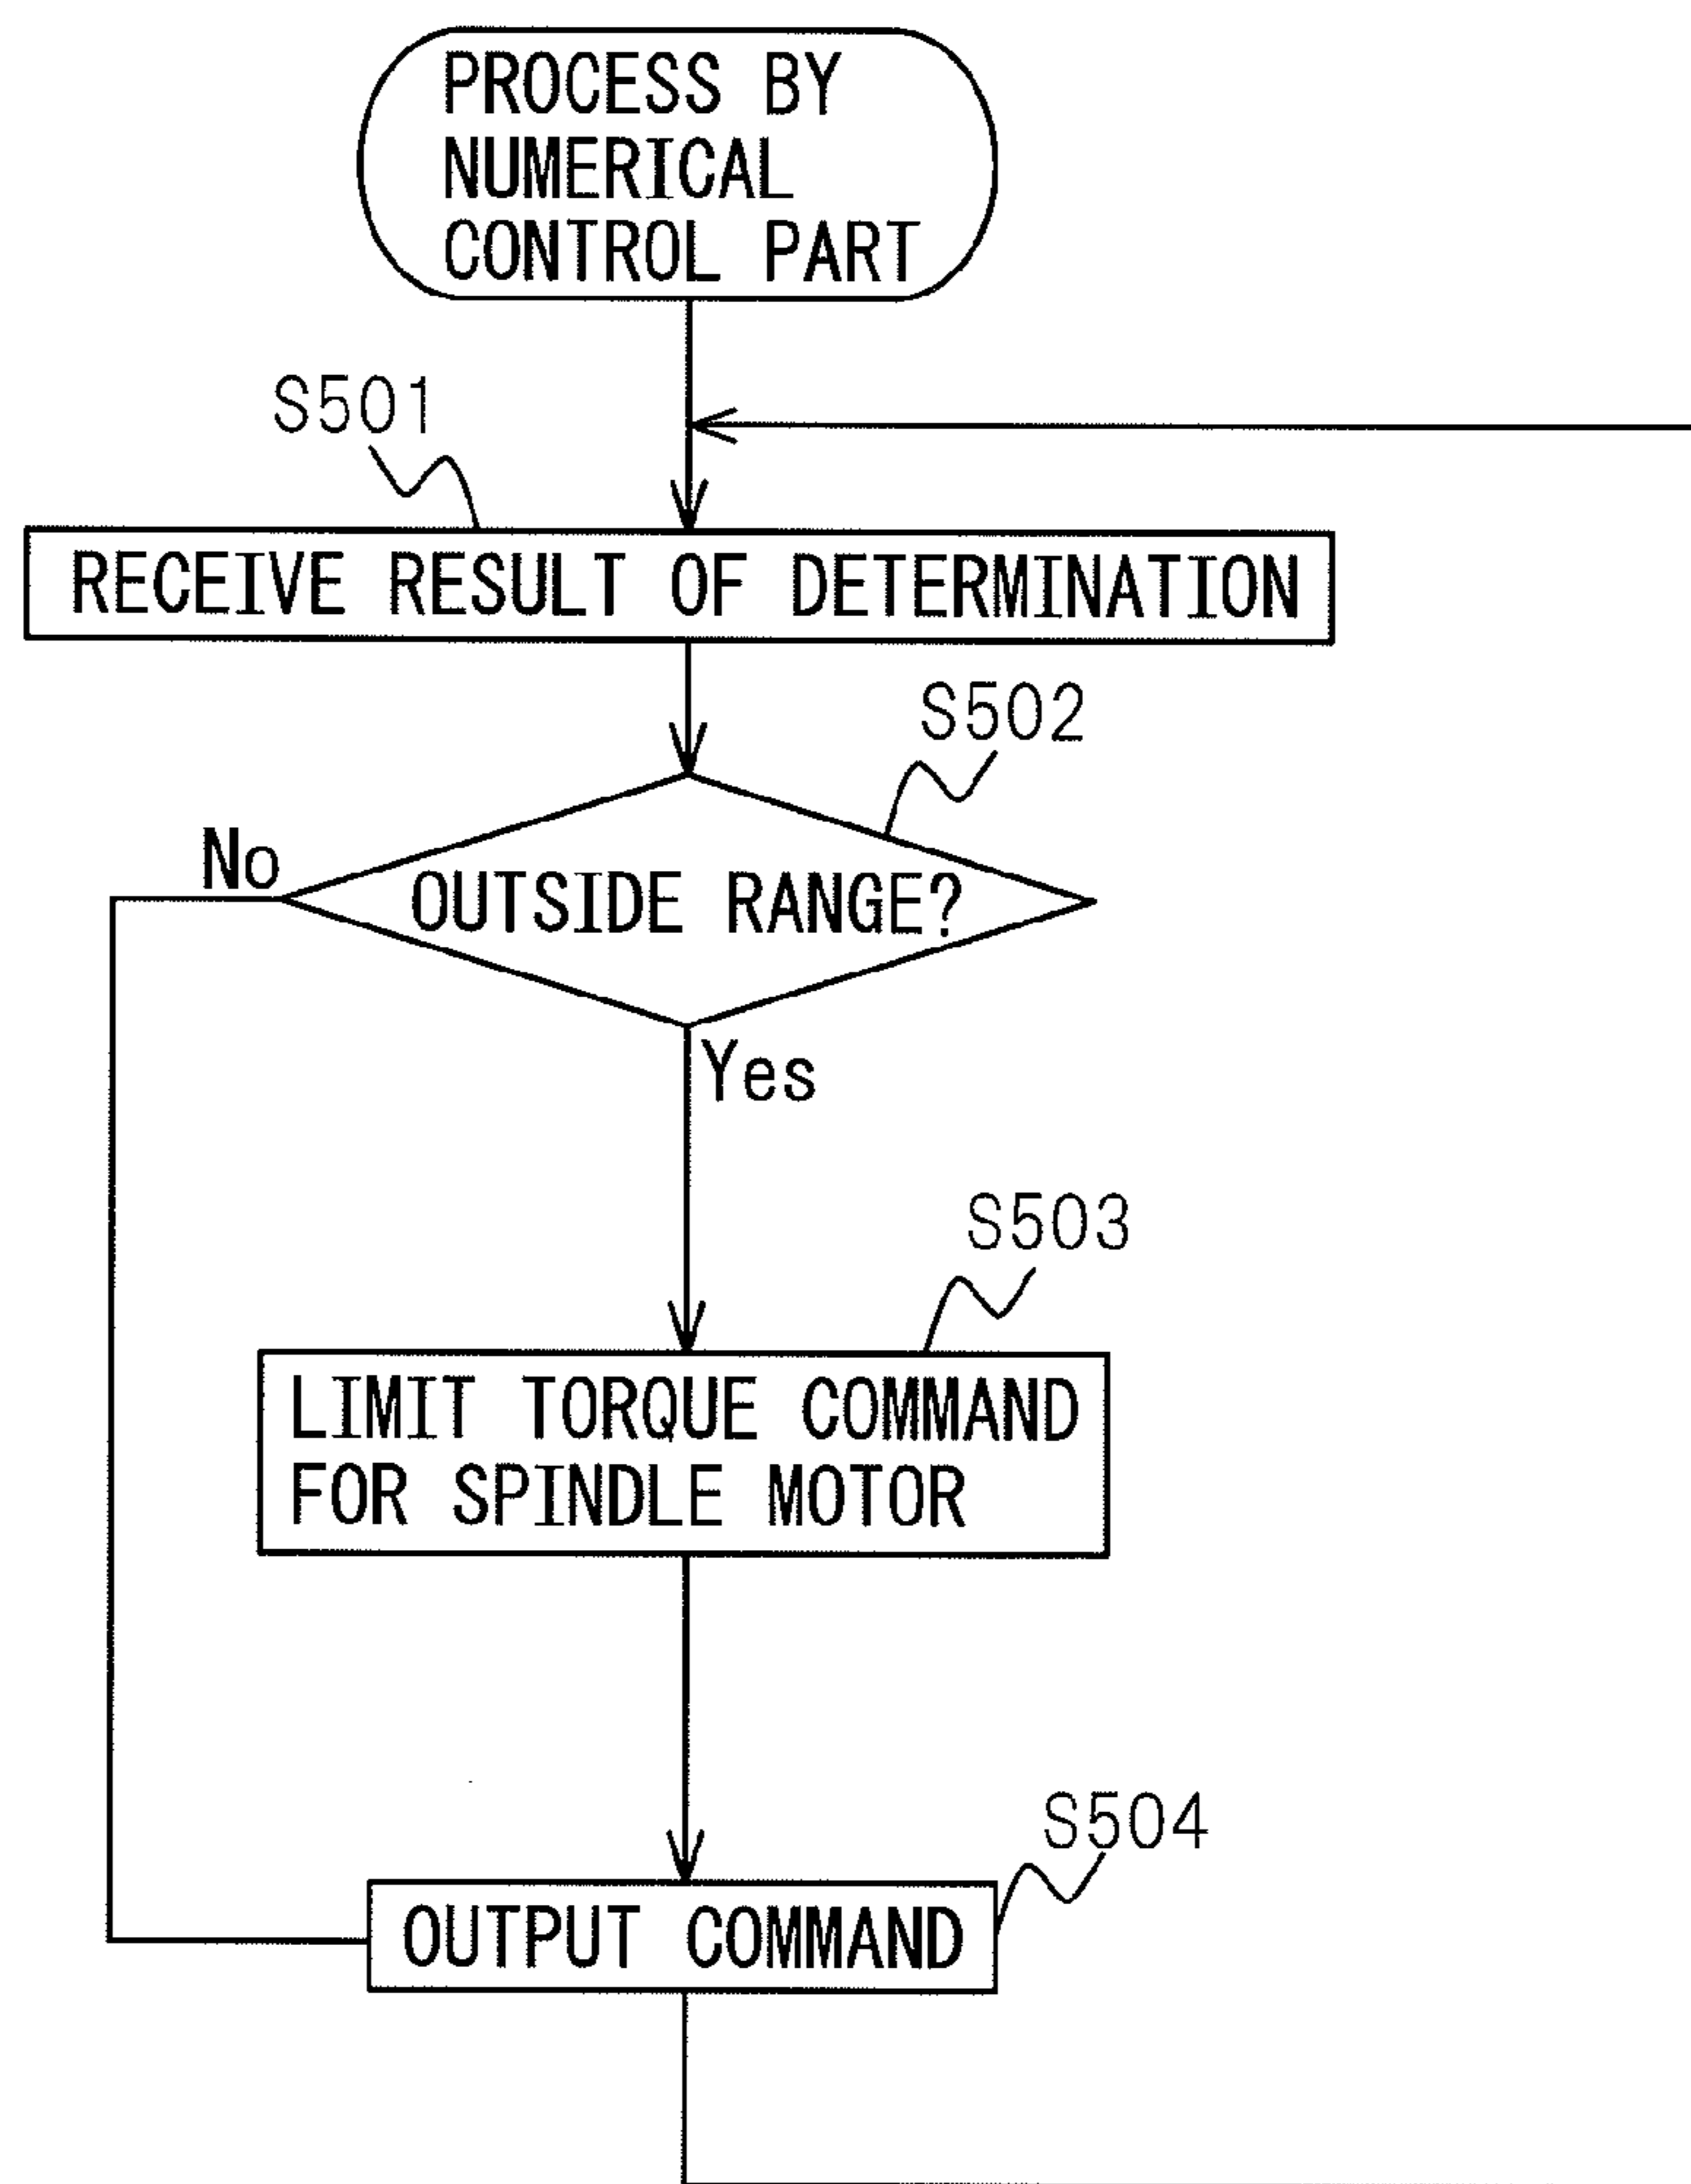 PROCESS BY
NUMERICAL
CONTROL PART
S501
RECEIVE RESULT OF DETERMINATION
S502
No
OUTSIDE RANGE?
Yes
S503
LIMIT TORQUE COMMAND
FOR SPINDLE MOTOR
S504
OUTPUT COMMAND